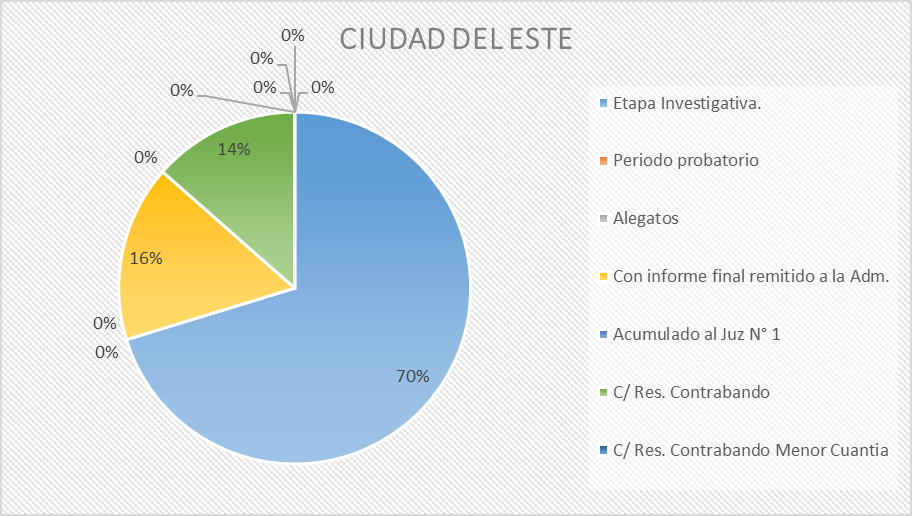 CIUDAD DEL ESTE
0%
0%
0%
0%
0%
14%
0%
16%
0%
0%
70%
Etapa Investigativa.
Periodo probatorio
Alegatos
Con informe final remitido a la Adm.
Acumulado al Juz N° 1
C/ Res. Contrabando
C/ Res. Contrabando Menor Cuantia